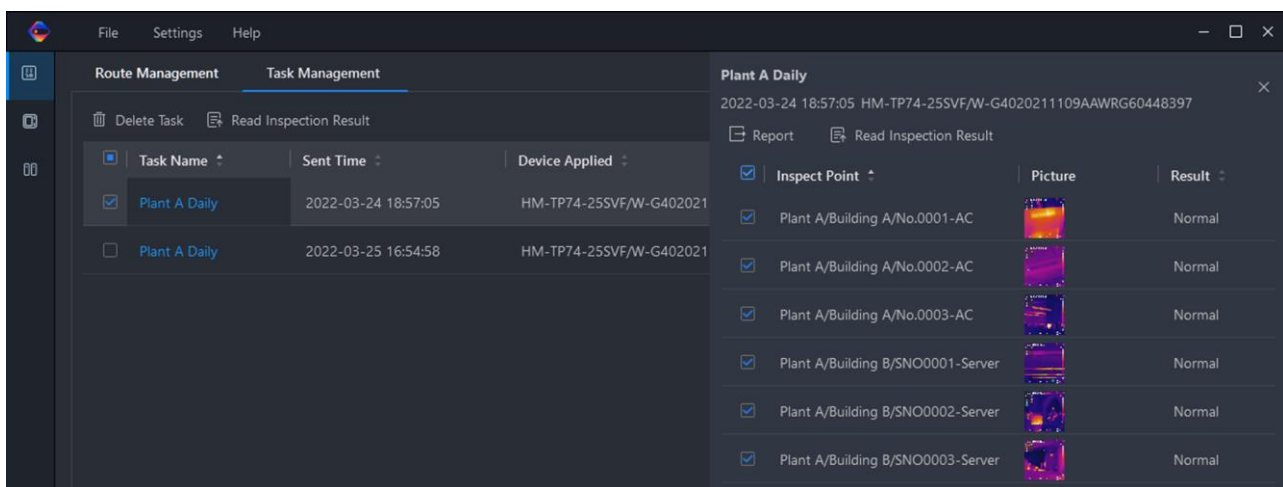 File Settings Help
Route Management Task Management
Delete Task Read Inspection Result
Task Name Sent Time Device Applied
Plant A Daily 2022-03-24 18:57:05 HM-TP74-25SVF/W-G402021
Plant A Daily 2022-03-25 16:54:58 HM-TP74-25SVF/W-G402021
Plant A Daily
2022-03-24 18:57:05 HM-TP74-25SVF/W-G4020211109AAWRG60448397
Report Read Inspection Result
Inspect Point Picture Result
Plant A/Building A/No.0001-AC Normal
Plant A/Building A/No.0002-AC Normal
Plant A/Building A/No.0003-AC Normal
Plant A/Building B/SNO0001-Server Normal
Plant A/Building B/SNO0002-Server Normal
Plant A/Building B/SNO0003-Server Normal